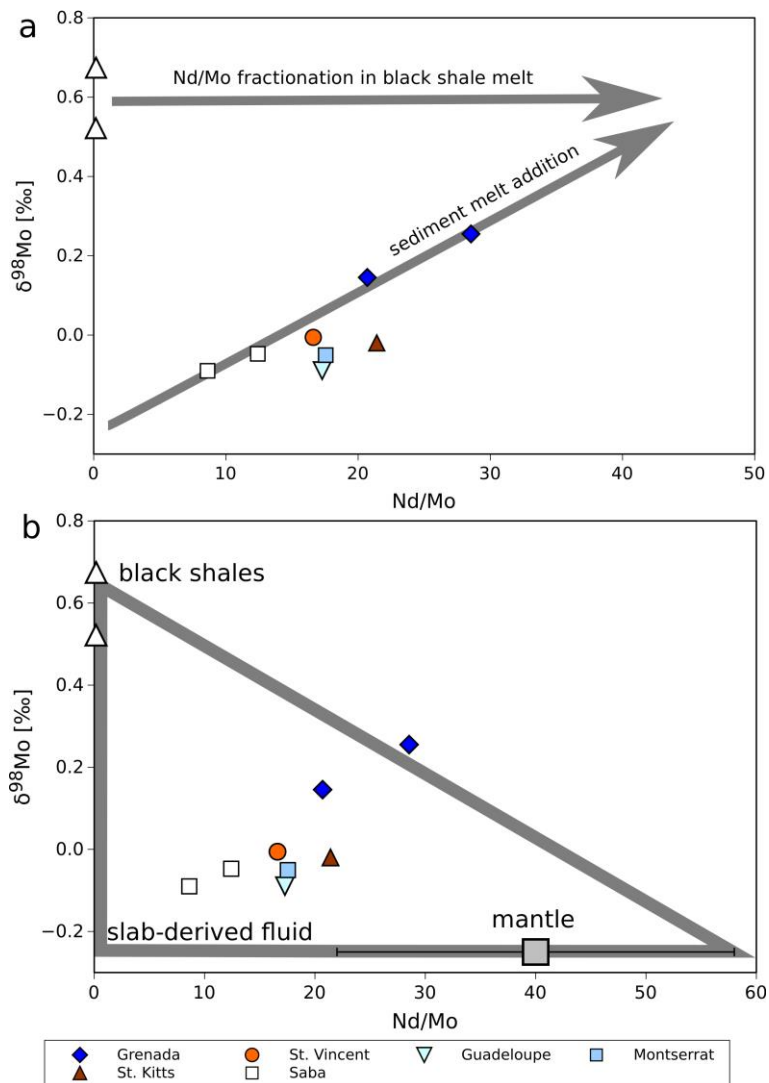 a
0.8
0.6
0.4
0.2
0.0
−0.2
δ⁹⁸Mo [‰]
Nd/Mo fractionation in black shale melt
sediment melt addition
0 10 20 30 40 50
Nd/Mo
b
0.8
0.6
0.4
0.2
0.0
−0.2
δ⁹⁸Mo [‰]
black shales
slab-derived fluid
mantle
0 10 20 30 40 50 60
Nd/Mo
Grenada St. Vincent Guadeloupe Montserrat
St. Kitts Saba